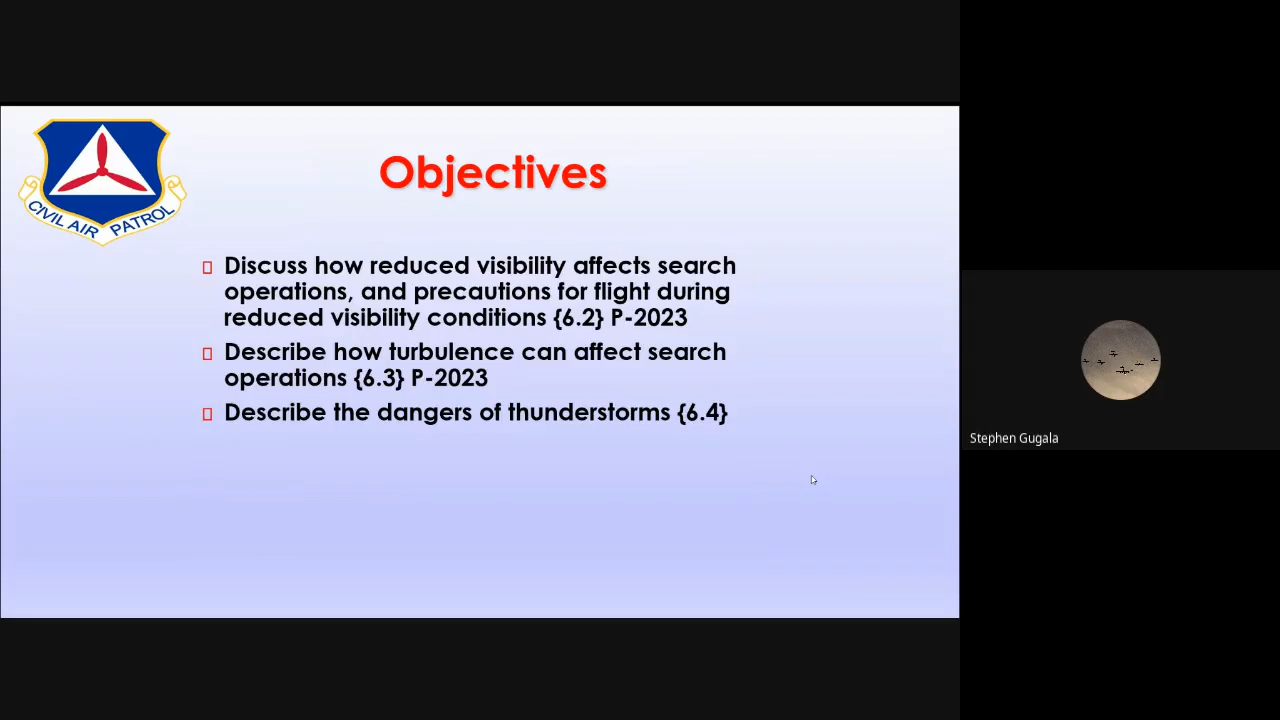 CIVIL AIR PATROL
Objectives
Discuss how reduced visibility affects search
operations, and precautions for flight during
reduced visibility conditions {6.2} P-2023
Describe how turbulence can affect search
operations {6.3} P-2023
Describe the dangers of thunderstorms {6.4}
Stephen Gugala